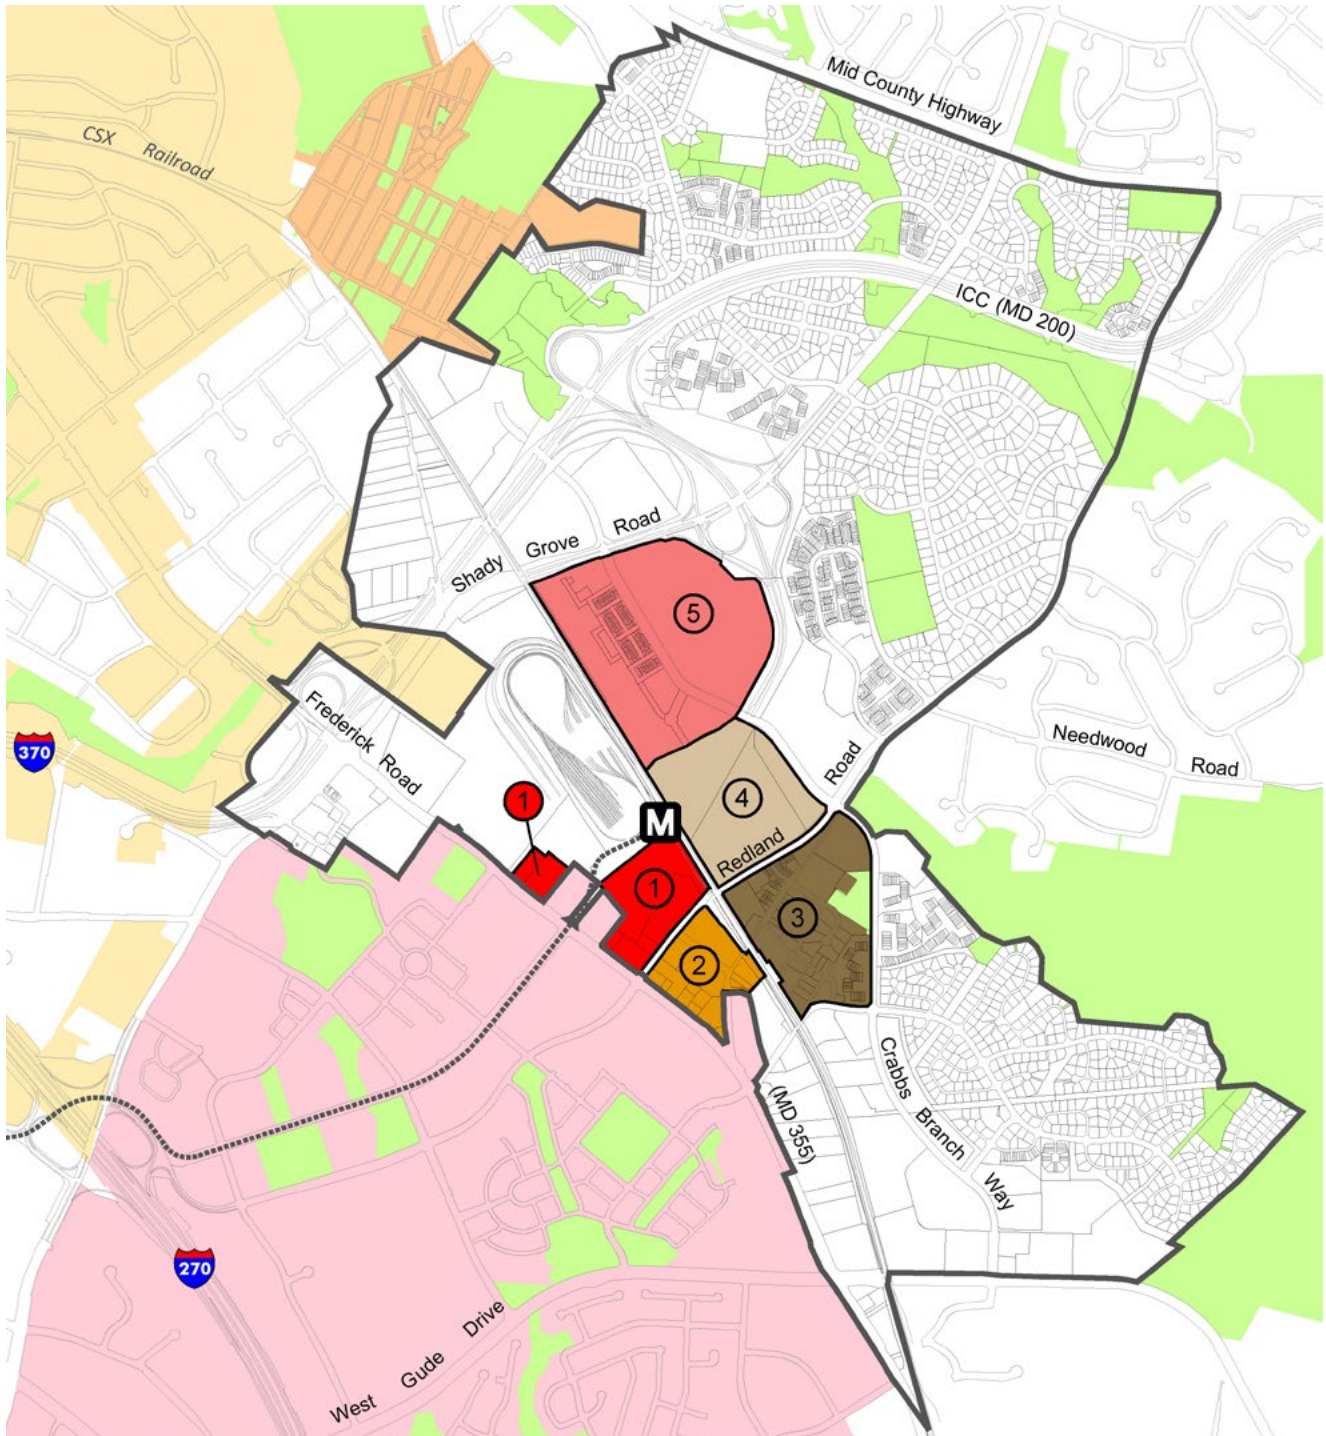 Mid County Highway
CSX Railroad
ICC (MD 200)
Shady Grove Road
5
Frederick Road
370
Needwood Road
Road
4
1
M
Redland
1
3
2
Crabbs Branch Way
(MD 355)
270
West Gude Drive